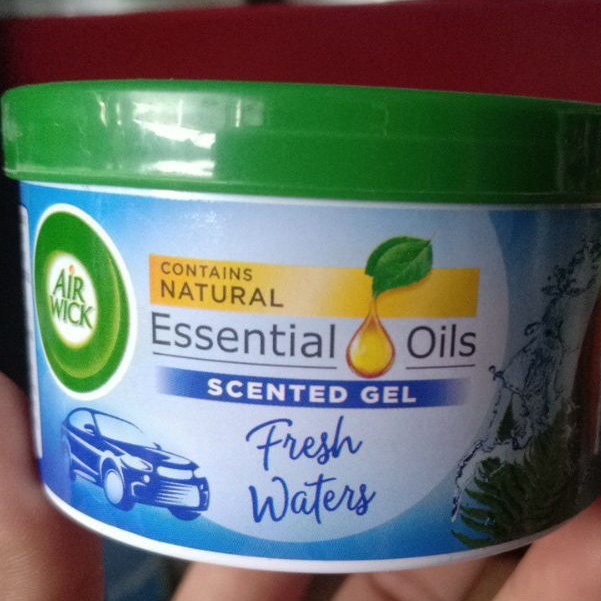 AIR
WICK
CONTAINS
NATURAL
Essential Oils
SCENTED GEL
Fresh
Waters